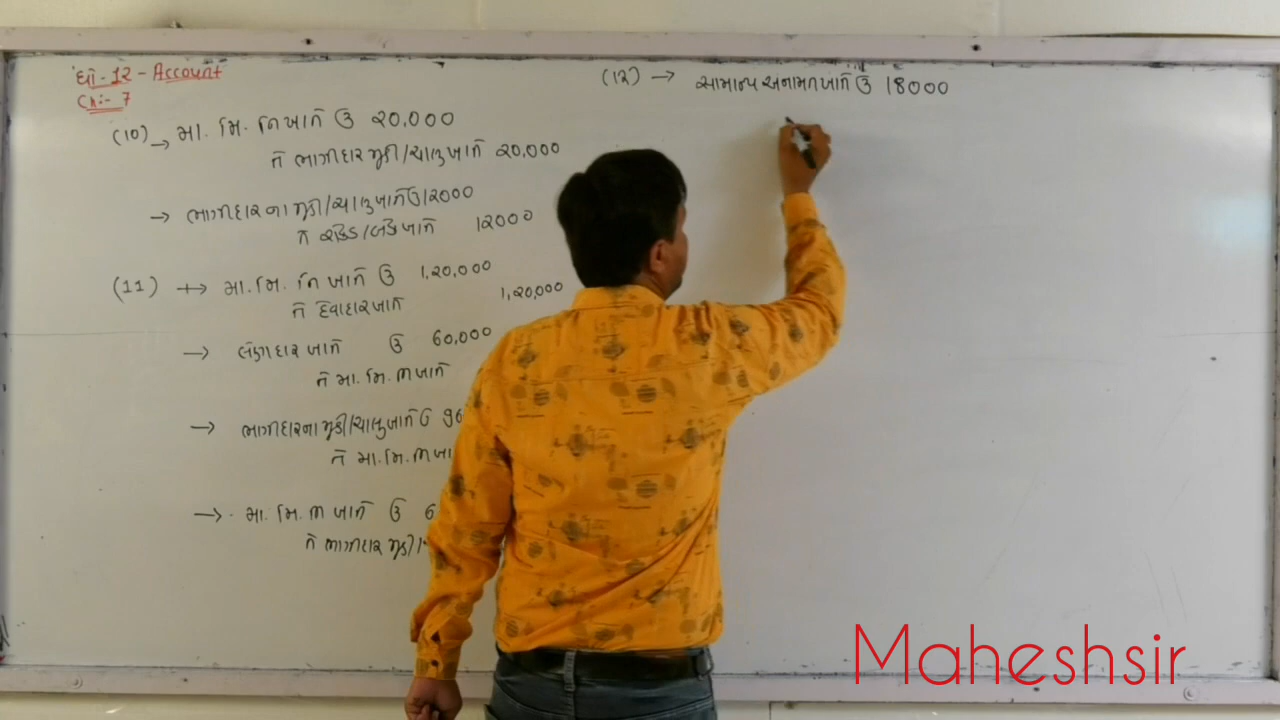 ધો-12-Account
Ch:- 7
(10) → મા. મિ. નિ ખાતે ઉ 20,000
તે ભાગીદાર મૂડી/ચાલુ ખાતે 20,000
→ ભાગીદારના મૂડી/ચાલુ ખાતે ઉ 12000
તે રોકડ/બેંક ખાતે 12000
(11) → મા. મિ. નિ ખાતે ઉ 1,20,000
તે દેવાદાર ખાતે 1,20,000
→ લેણદાર ખાતે ઉ 60,000
તે મા. મિ. ખાતે
→ ભાગીદારના મૂડી/ચાલુ ખાતે ઉ
તે મા. મિ.
→ મા. મિ. ખાતે ઉ 6
તે ભાગીદાર મૂડી/
(12) → સામાન્ય અનામત ખાતે ઉ 18000
Maheshsir